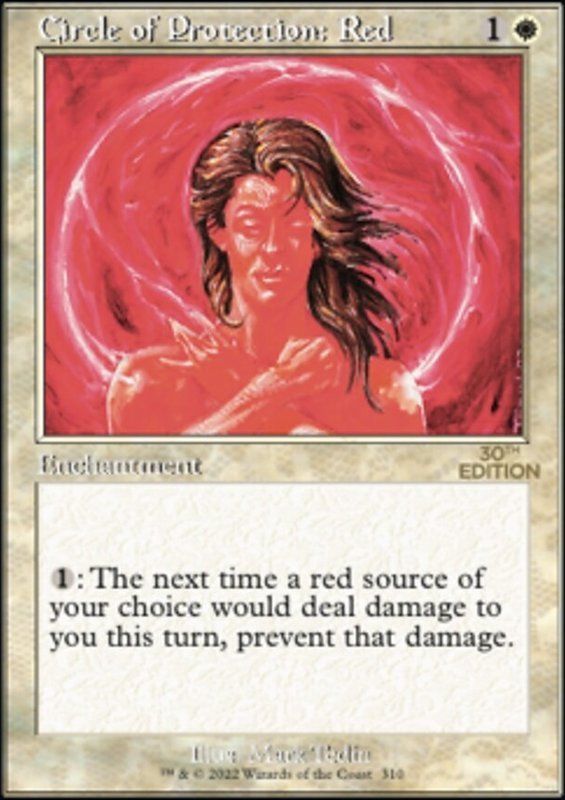 Circle of Protection: Red 1
Enchantment
30TH
EDITION
1: The next time a red source of
your choice would deal damage to
you this turn, prevent that damage.
Illus. Mark Tedin
™ & © 2022 Wizards of the Coast 310